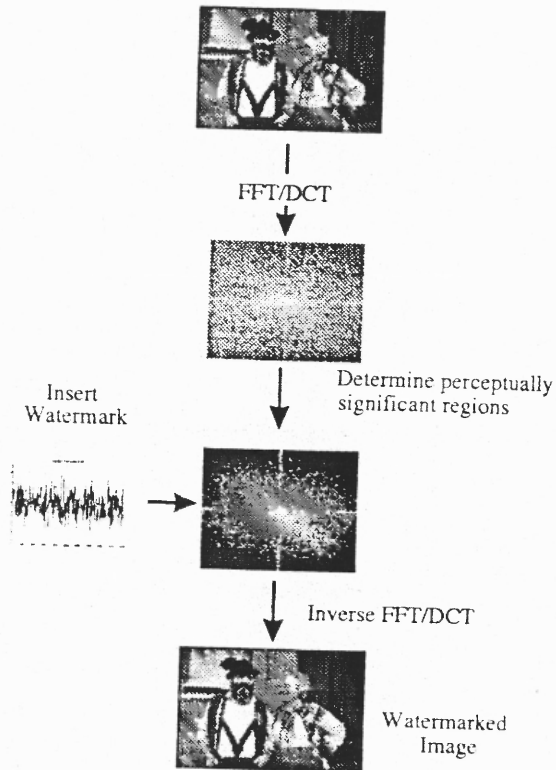 FFT/DCT
Determine perceptually
significant regions
Insert
Watermark
Inverse FFT/DCT
Watermarked
Image